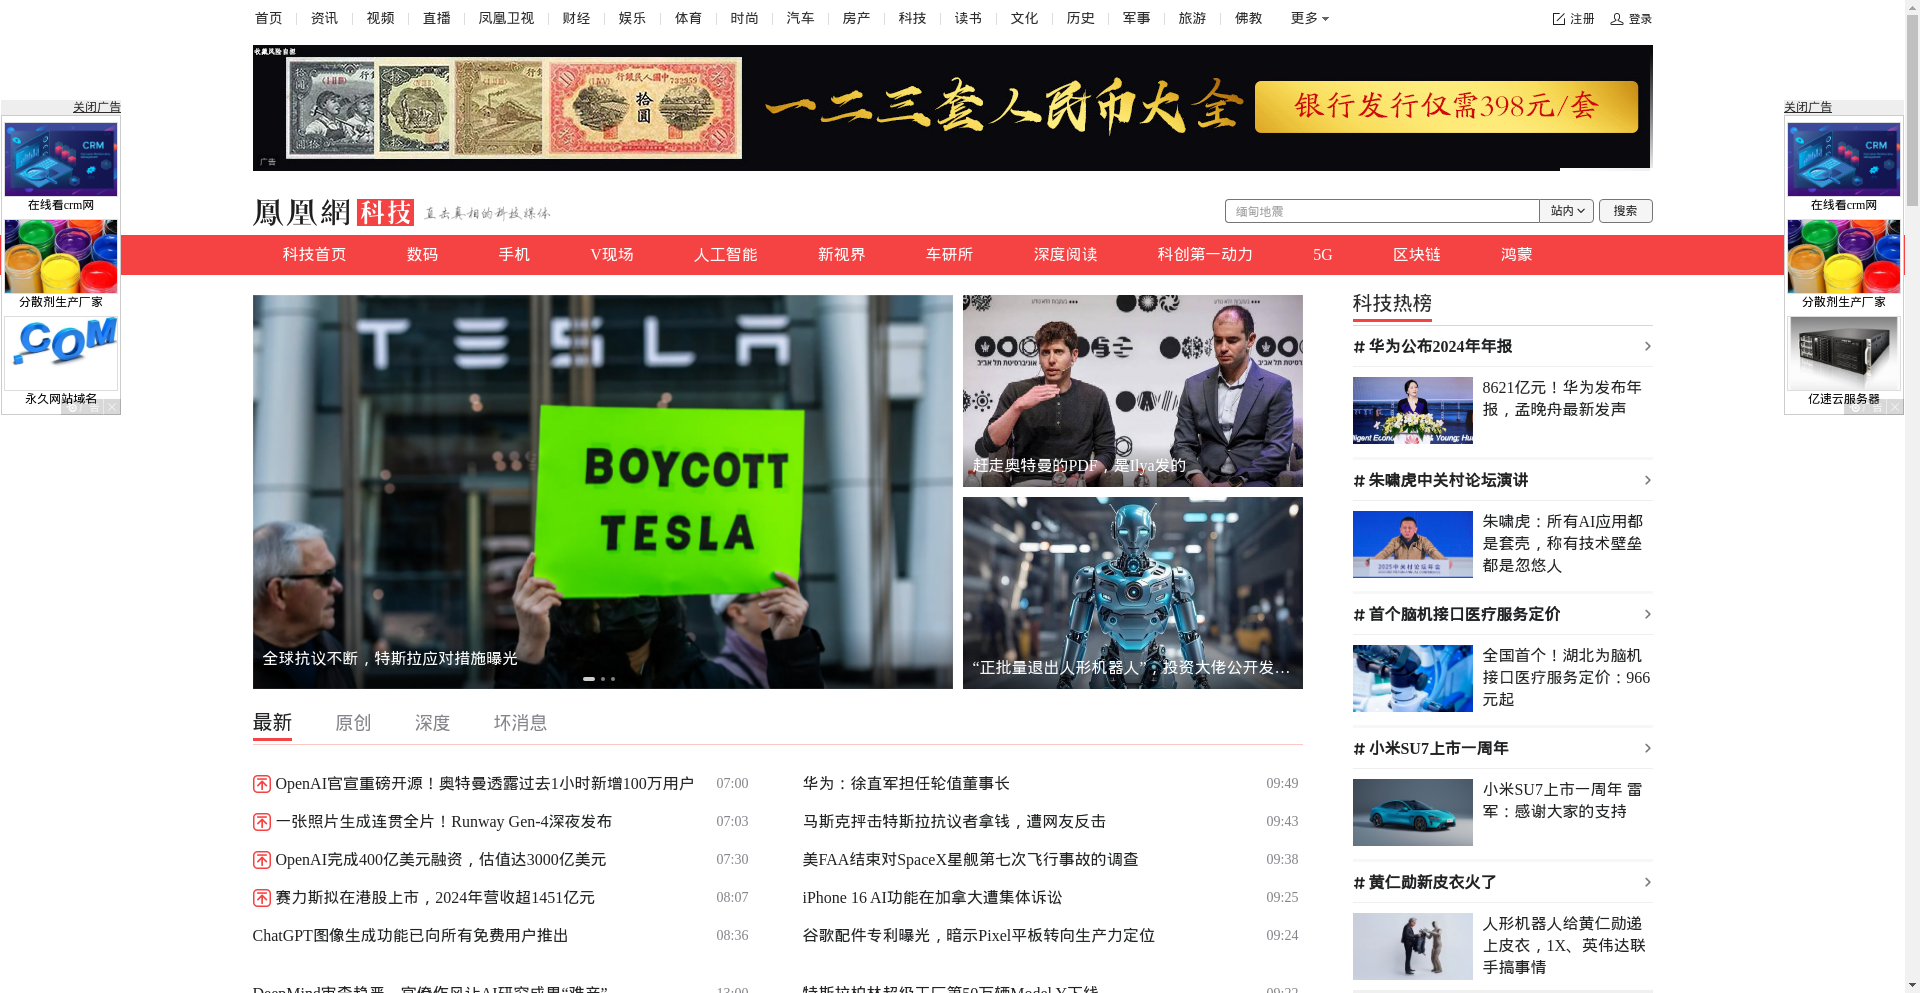 首页 资讯 视频 直播 凤凰卫视 财经 娱乐 体育 时尚 汽车 房产 科技 读书 文化 历史 军事 旅游 佛教 更多 注册 登录
收藏风险自担
一二三套人民币大全 银行发行仅需398元/套
广告
关闭广告
CRM
在线看crm网
分散剂生产厂家
.COM
永久网站域名
广告
关闭广告
CRM
在线看crm网
分散剂生产厂家
亿速云服务器
广告
鳳凰網 科技 直击真相的科技媒体
缅甸地震 站内 搜索
科技首页 数码 手机 V现场 人工智能 新视界 车研所 深度阅读 科创第一动力 5G 区块链 鸿蒙
TESLA
BOYCOTT
TESLA
全球抗议不断，特斯拉应对措施曝光
赶走奥特曼的PDF，是Ilya发的
“正批量退出人形机器人”，投资大佬公开发…
最新 原创 深度 坏消息
OpenAI官宣重磅开源！奥特曼透露过去1小时新增100万用户 07:00
一张照片生成连贯全片！Runway Gen-4深夜发布 07:03
OpenAI完成400亿美元融资，估值达3000亿美元 07:30
赛力斯拟在港股上市，2024年营收超1451亿元 08:07
ChatGPT图像生成功能已向所有免费用户推出 08:36
DeepMind审查趋严，官僚作风让AI研究成果“难产” 13:00
华为：徐直军担任轮值董事长 09:49
马斯克抨击特斯拉抗议者拿钱，遭网友反击 09:43
美FAA结束对SpaceX星舰第七次飞行事故的调查 09:38
iPhone 16 AI功能在加拿大遭集体诉讼 09:25
谷歌配件专利曝光，暗示Pixel平板转向生产力定位 09:24
特斯拉柏林超级工厂第50万辆Model Y下线 09:22
科技热榜
# 华为公布2024年年报
8621亿元！华为发布年
报，孟晚舟最新发声
# 朱啸虎中关村论坛演讲
朱啸虎：所有AI应用都
是套壳，称有技术壁垒
都是忽悠人
# 首个脑机接口医疗服务定价
全国首个！湖北为脑机
接口医疗服务定价：966
元起
# 小米SU7上市一周年
小米SU7上市一周年 雷
军：感谢大家的支持
# 黄仁勋新皮衣火了
人形机器人给黄仁勋递
上皮衣，1X、英伟达联
手搞事情